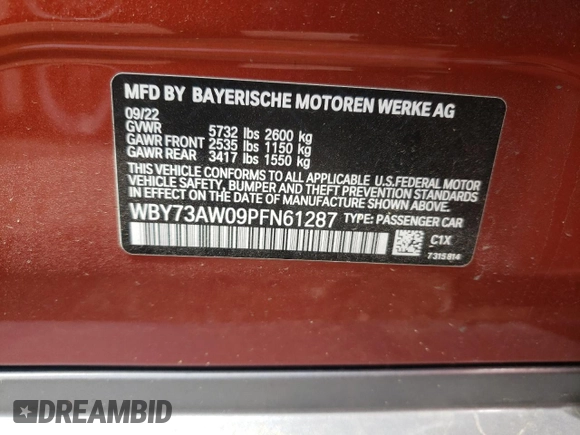 MFD BY BAYERISCHE MOTOREN WERKE AG
09/22
GVWR 5732 lbs 2600 kg
GAWR FRONT 2535 lbs 1150 kg
GAWR REAR 3417 lbs 1550 kg
THIS VEHICLE CONFORMS TO ALL APPLICABLE U.S.FEDERAL MOTOR
VEHICLE SAFETY, BUMPER, AND THEFT PREVENTION STANDARDS
IN EFFECT ON THE DATE OF MANUFACTURE SHOWN ABOVE.
WBY73AW09PFN61287 TYPE: PASSENGER CAR
C1X
7315814
DREAMBID